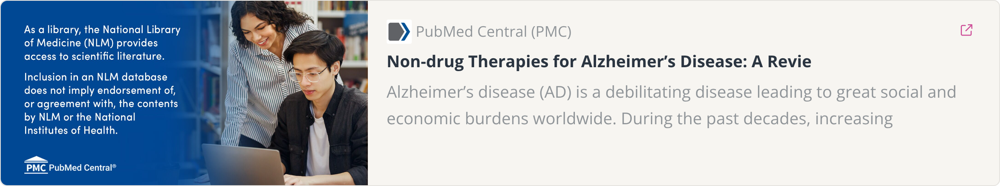 As a library, the National Library
of Medicine (NLM) provides
access to scientific literature.
Inclusion in an NLM database
does not imply endorsement of,
or agreement with, the contents
by NLM or the National
Institutes of Health.
PMC PubMed Central®
PubMed Central (PMC)
Non-drug Therapies for Alzheimer’s Disease: A Revie
Alzheimer’s disease (AD) is a debilitating disease leading to great social and
economic burdens worldwide. During the past decades, increasing